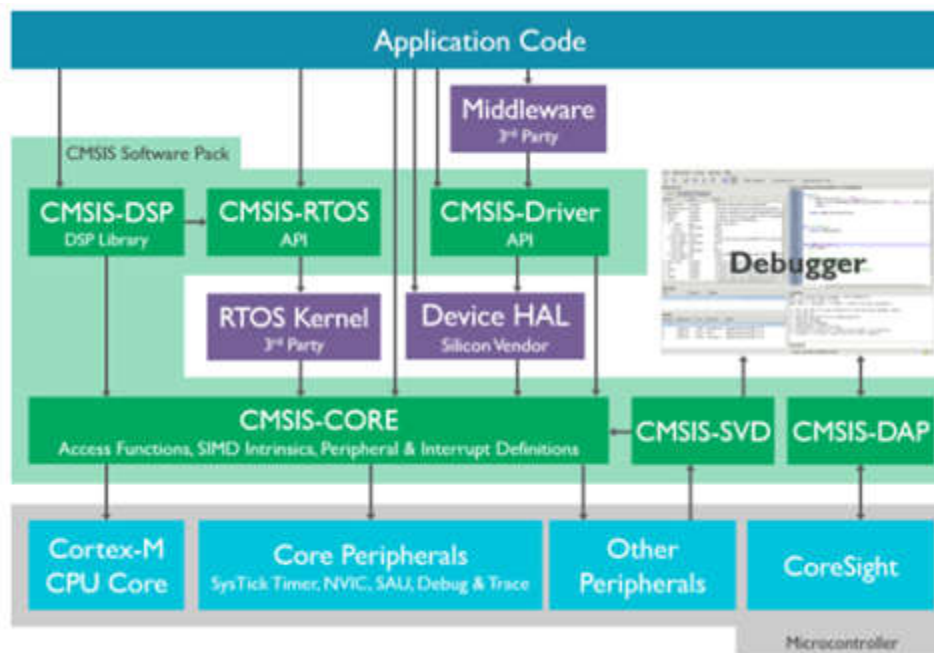 Application Code
Middleware
3rd Party
CMSIS Software Pack
CMSIS-DSP
DSP Library
CMSIS-RTOS
API
CMSIS-Driver
API
Debugger
RTOS Kernel
3rd Party
Device HAL
Silicon Vendor
CMSIS-CORE
Access Functions, SIMD Intrinsics, Peripheral & Interrupt Definitions
CMSIS-SVD
CMSIS-DAP
Cortex-M
CPU Core
Core Peripherals
SysTick Timer, NVIC, SAU, Debug & Trace
Other
Peripherals
CoreSight
Microcontroller